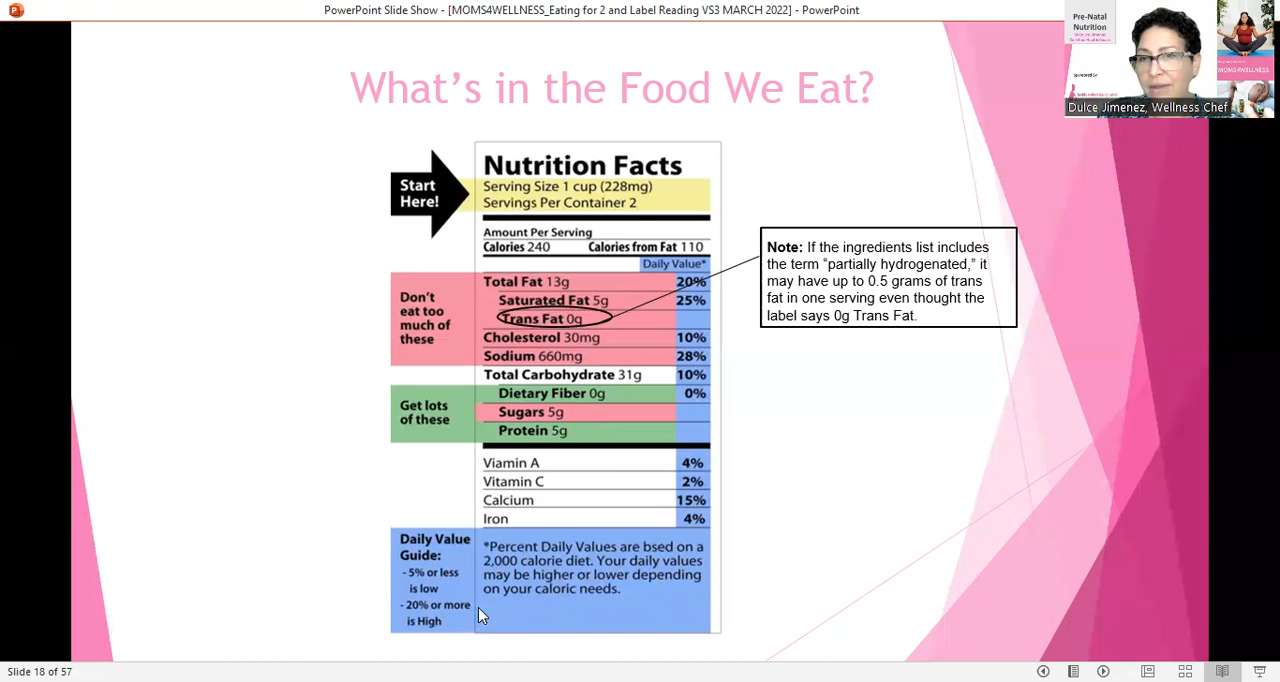 PowerPoint Slide Show - [MOMS4WELLNESS_Eating for 2 and Label Reading VS3 MARCH 2022] - PowerPoint
Pre-Natal
Nutrition
Sponsored by
MOMS4WELLNESS
Dulce Jimenez, Wellness Chef
What's in the Food We Eat?
Start
Here!
Nutrition Facts
Serving Size 1 cup (228mg)
Servings Per Container 2
Amount Per Serving
Calories 240 Calories from Fat 110
Daily Value*
Don't
eat too
much of
these
Total Fat 13g 20%
Saturated Fat 5g 25%
Trans Fat 0g
Cholesterol 30mg 10%
Sodium 660mg 28%
Total Carbohydrate 31g 10%
Get lots
of these
Dietary Fiber 0g 0%
Sugars 5g
Protein 5g
Viamin A 4%
Vitamin C 2%
Calcium 15%
Iron 4%
Daily Value
Guide:
- 5% or less
is low
- 20% or more
is High
*Percent Daily Values are bsed on a
2,000 calorie diet. Your daily values
may be higher or lower depending
on your caloric needs.
Note: If the ingredients list includes
the term "partially hydrogenated," it
may have up to 0.5 grams of trans
fat in one serving even thought the
label says 0g Trans Fat.
Slide 18 of 57